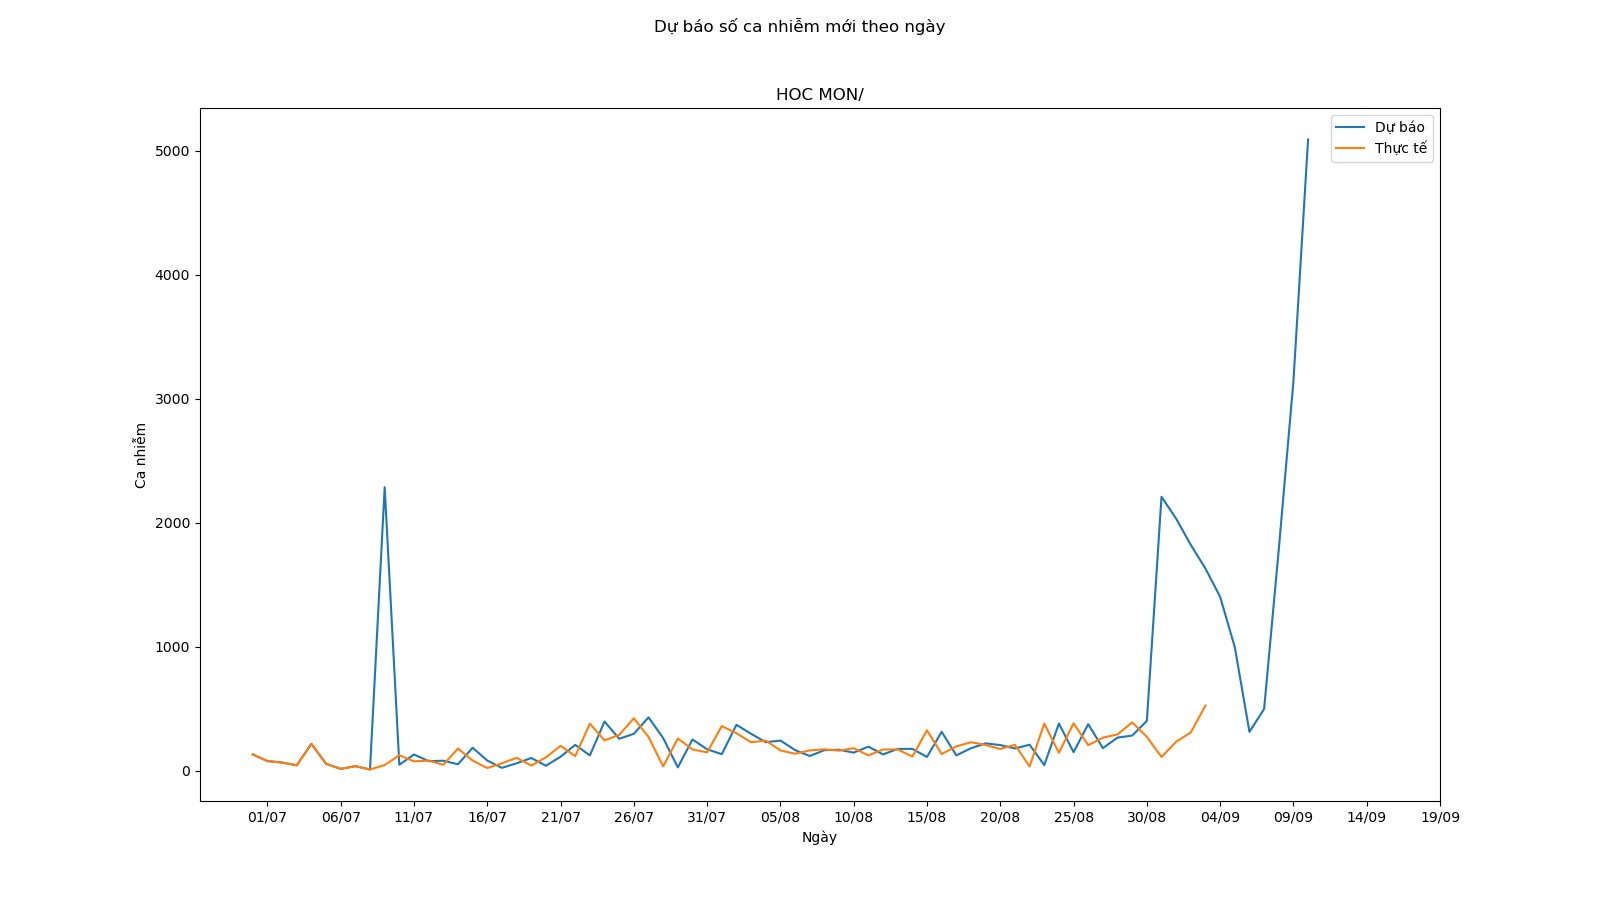 Dự báo số ca nhiễm mới theo ngày
HOC MON/
Dự báo
Thực tế
5000
4000
3000
2000
1000
0
Ca nhiễm
01/07 06/07 11/07 16/07 21/07 26/07 31/07 05/08 10/08 15/08 20/08 25/08 30/08 04/09 09/09 14/09 19/09
Ngày